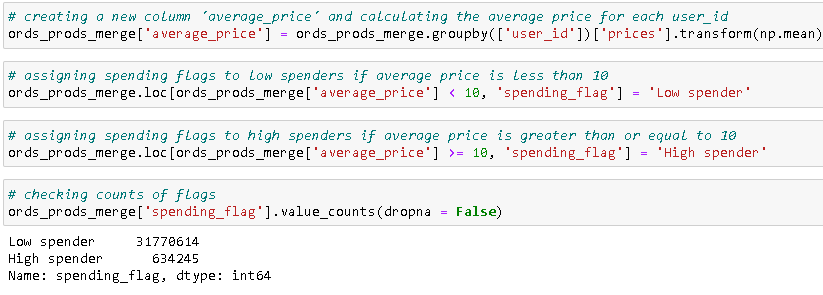 # creating a new column ´average_price´ and calculating the average price for each user_id
ords_prods_merge['average_price'] = ords_prods_merge.groupby(['user_id'])['prices'].transform(np.mean)
# assigning spending flags to low spenders if average price is less than 10
ords_prods_merge.loc[ords_prods_merge['average_price'] < 10, 'spending_flag'] = 'Low spender'
# assigning spending flags to high spenders if average price is greater than or equal to 10
ords_prods_merge.loc[ords_prods_merge['average_price'] >= 10, 'spending_flag'] = 'High spender'
# checking counts of flags
ords_prods_merge['spending_flag'].value_counts(dropna = False)
Low spender     31770614
High spender      634245
Name: spending_flag, dtype: int64